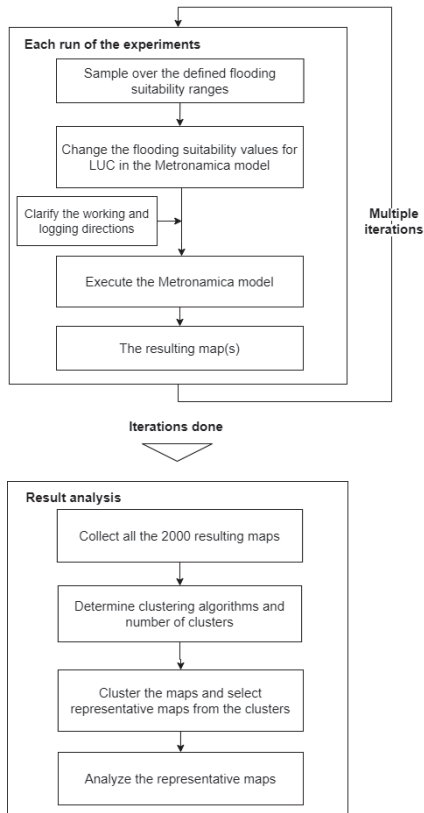 Each run of the experiments
Sample over the defined flooding
suitability ranges
Change the flooding suitability values for
LUC in the Metronamica model
Clarify the working and
logging directions
Multiple
iterations
Execute the Metronamica model
The resulting map(s)
Iterations done
Result analysis
Collect all the 2000 resulting maps
Determine clustering algorithms and
number of clusters
Cluster the maps and select
representative maps from the clusters
Analyze the representative maps